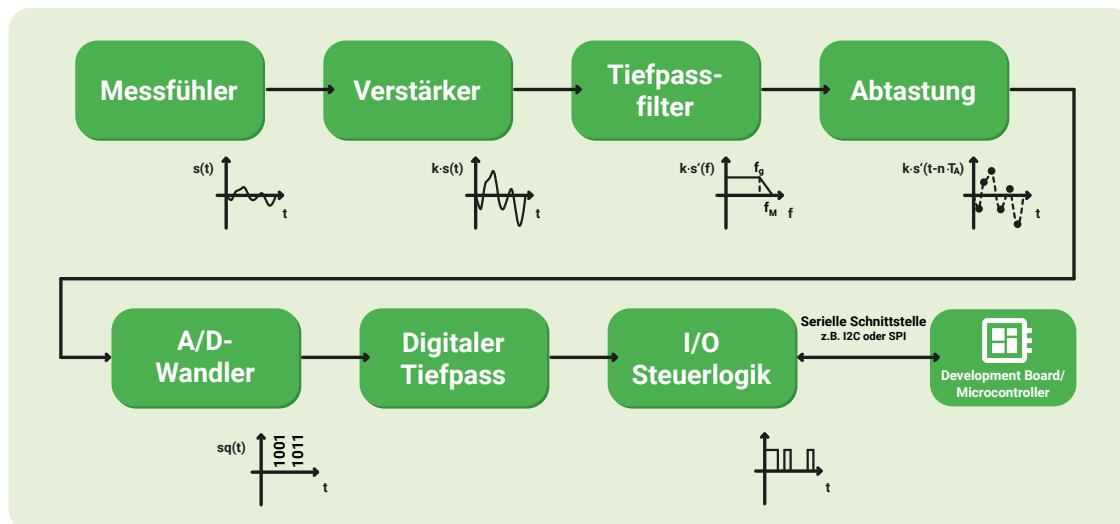 Messfühler
Verstärker
Tiefpass-
filter
Abtastung
s(t)
t
k·s(t)
t
k·s‘(f)
fg
fM
f
k·s‘(t-n·TA)
t
A/D-
Wandler
Digitaler
Tiefpass
I/O
Steuerlogik
Serielle Schnittstelle
z.B. I2C oder SPI
Development Board/
Microcontroller
sq(t)
1001
1011
t
t